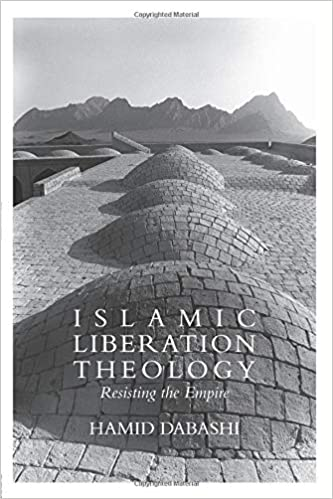 Copyrighted Material
ISLAMIC
LIBERATION
THEOLOGY
Resisting the Empire
HAMID DABASHI
Copyrighted Material